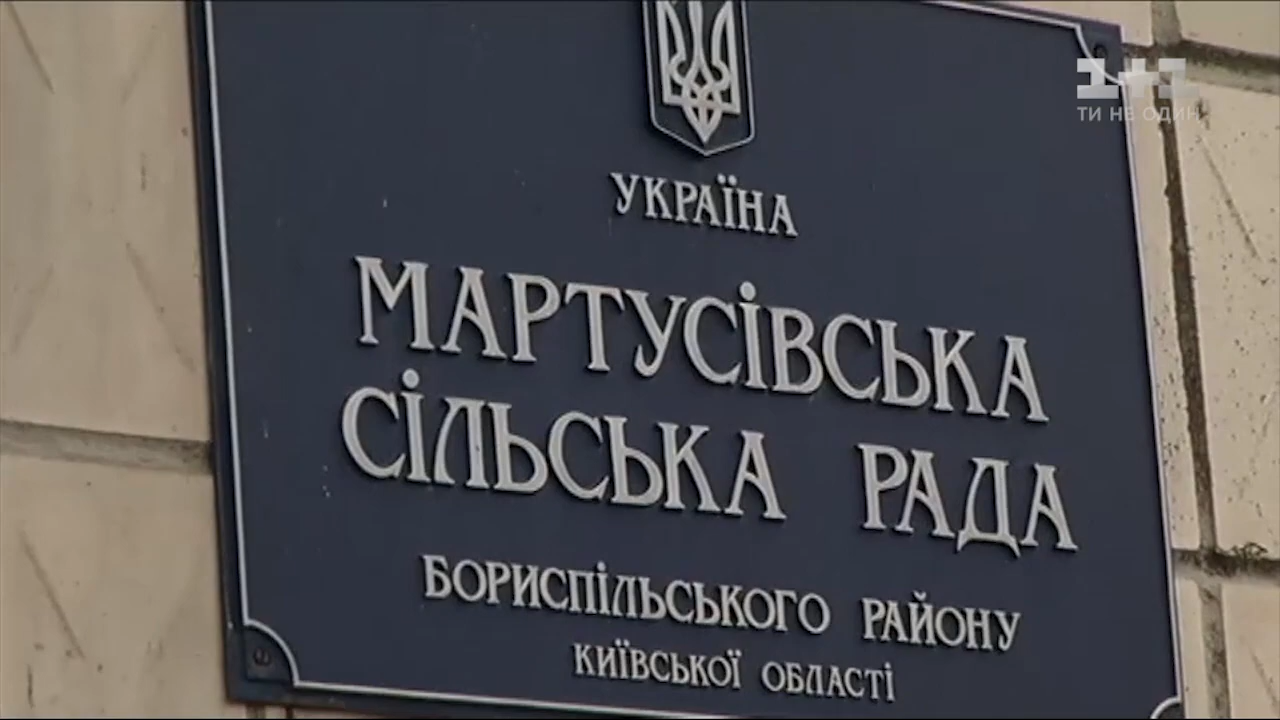 1+1
ТИ НЕ ОДИН
УКРАЇНА
МАРТУСІВСЬКА
СІЛЬСЬКА РАДА
БОРИСПІЛЬСЬКОГО РАЙОНУ
КИЇВСЬКОЇ ОБЛАСТІ